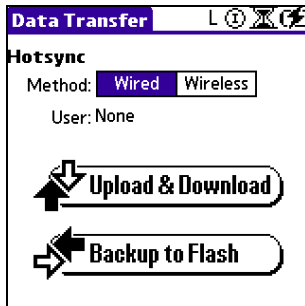 Data Transfer L
Hotsync
Method: Wired Wireless
User: None
Upload & Download
Backup to Flash